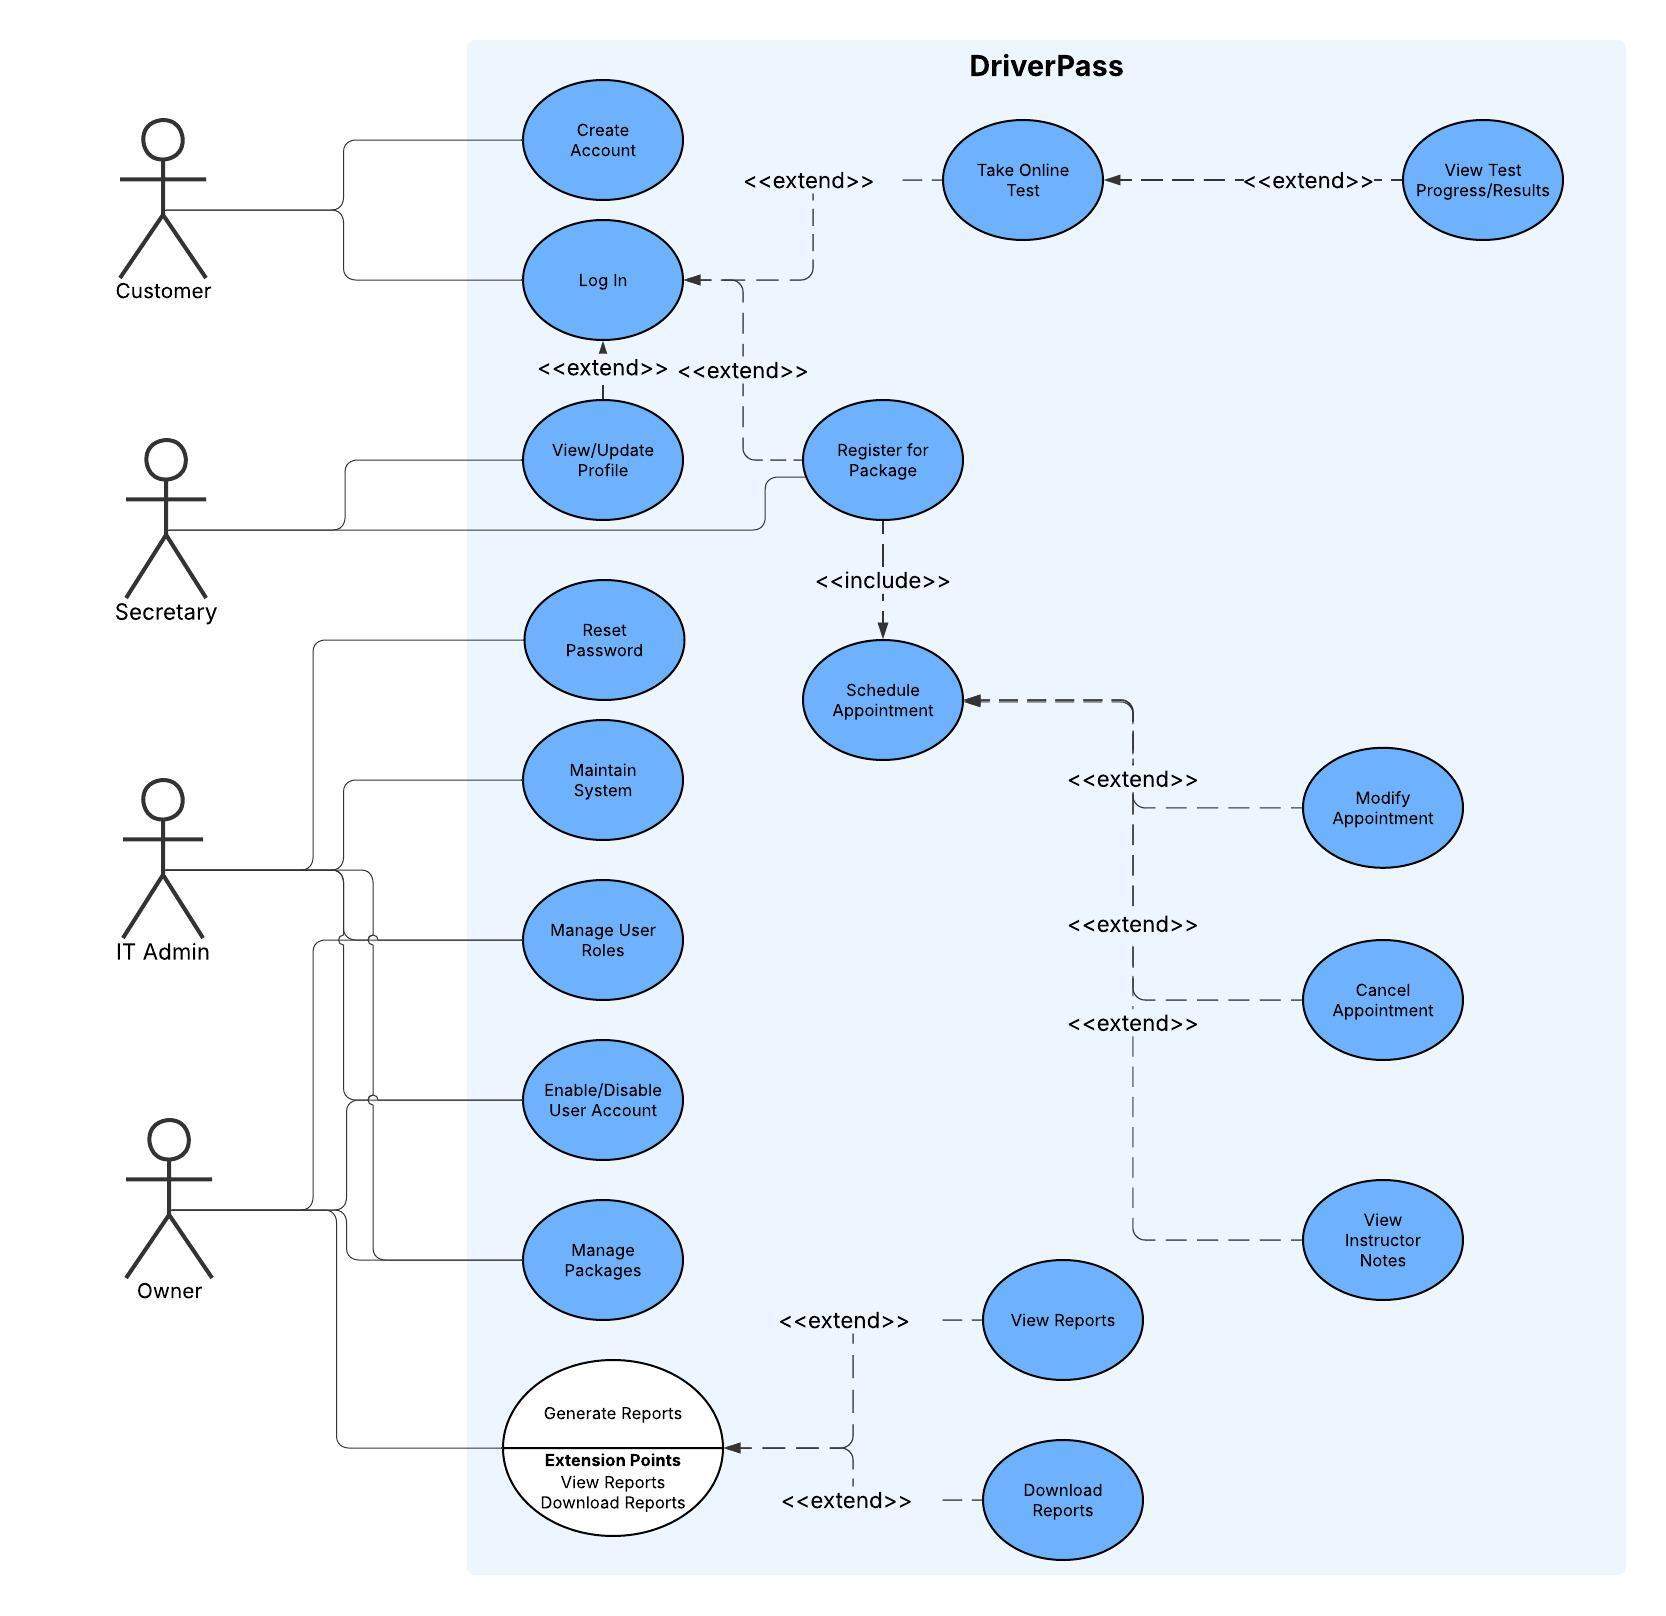 DriverPass
Create
Account
Customer
<<extend>>
Take Online
Test
<<extend>>
View Test
Progress/Results
Log In
<<extend>>
<<extend>>
View/Update
Profile
Register for
Package
Secretary
<<include>>
Reset
Password
Schedule
Appointment
Maintain
System
<<extend>>
Modify
Appointment
IT Admin
Manage User
Roles
<<extend>>
Cancel
Appointment
<<extend>>
Enable/Disable
User Account
Owner
Manage
Packages
View
Instructor
Notes
<<extend>>
View Reports
Generate Reports
Extension Points
View Reports
Download Reports
<<extend>>
Download
Reports